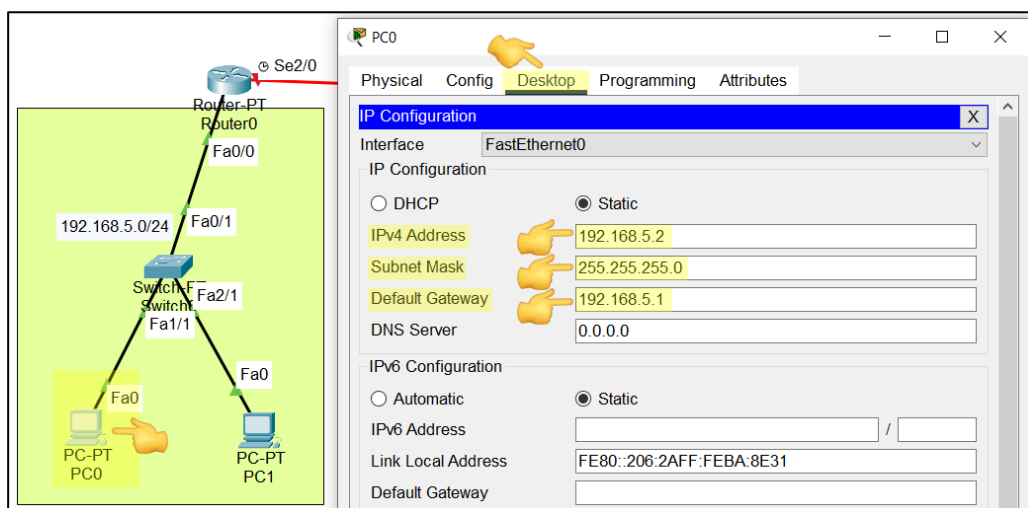 Se2/0
Router-PT
Router0
Fa0/0
192.168.5.0/24
Fa0/1
Fa2/1
Fa1/1
Fa0
PC-PT
PC0
Fa0
PC-PT
PC1
PC0
Physical Config Desktop Programming Attributes
IP Configuration
X
Interface FastEthernet0
IP Configuration
DHCP Static
IPv4 Address 192.168.5.2
Subnet Mask 255.255.255.0
Default Gateway 192.168.5.1
DNS Server 0.0.0.0
IPv6 Configuration
Automatic Static
IPv6 Address /
Link Local Address FE80::206:2AFF:FEBA:8E31
Default Gateway